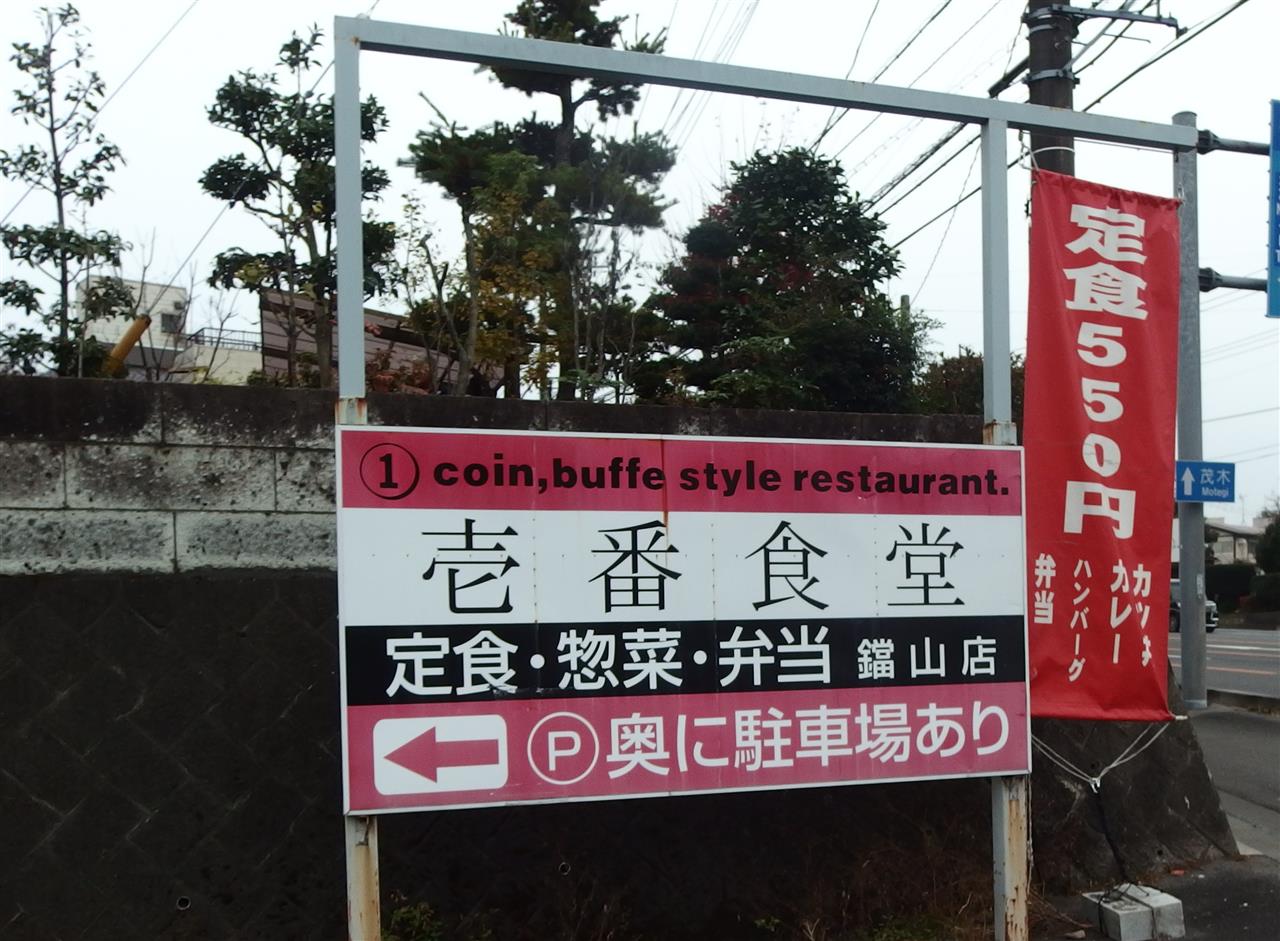 ① coin,buffe style restaurant.
壱番食堂
定食・惣菜・弁当 鐺山店
Ⓟ奥に駐車場あり
定食550円
カツ丼
カレー
ハンバーグ
弁当
茂木
Motegi